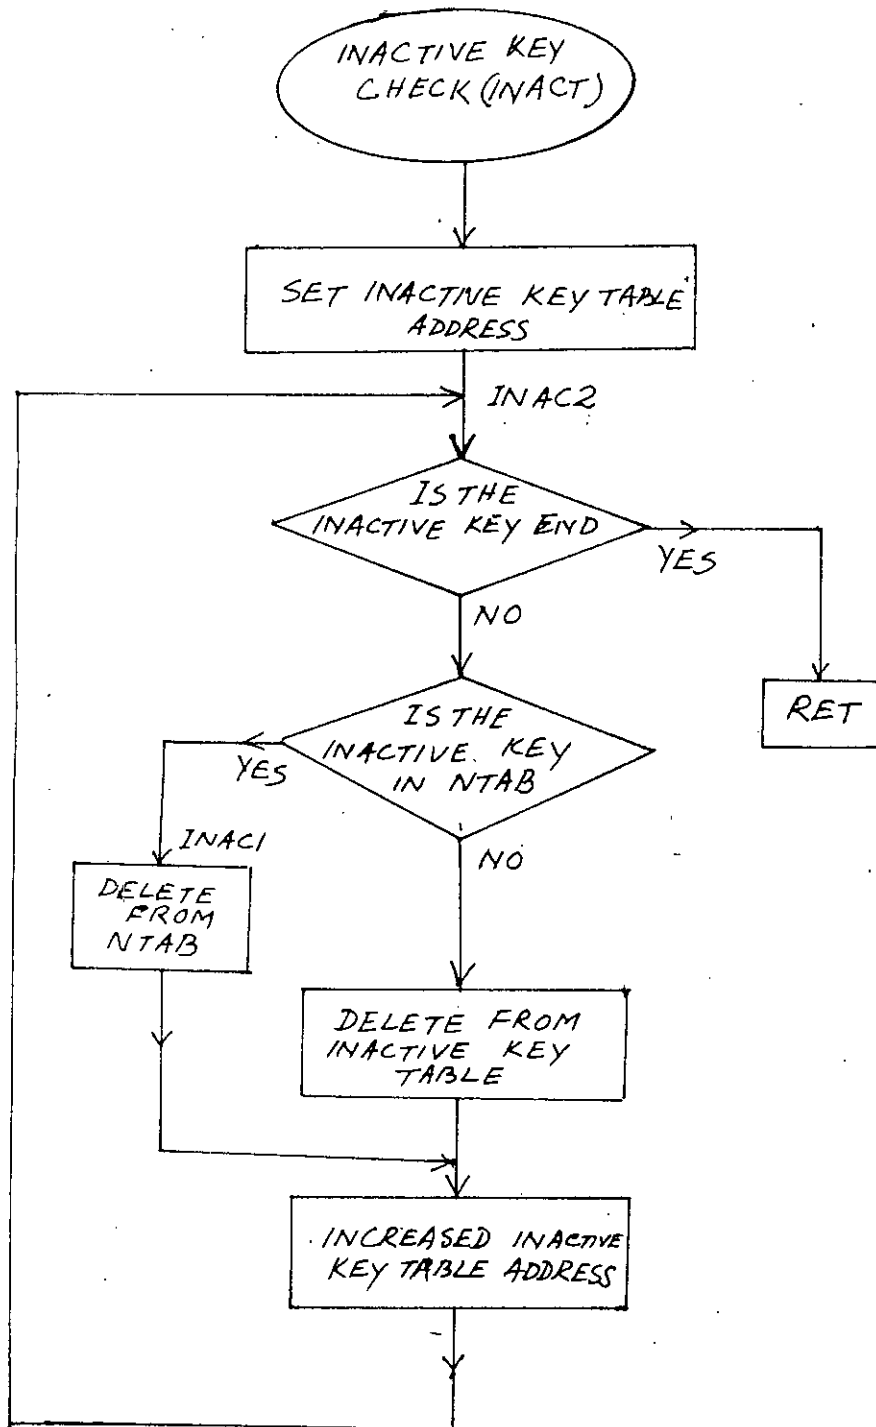 INACTIVE KEY
CHECK (INACT)
SET INACTIVE KEY TABLE
ADDRESS
INAC2
IS THE
INACTIVE KEY END
YES
NO
RET
IS THE
INACTIVE KEY
IN NTAB
YES
INAC1
NO
DELETE
FROM
NTAB
DELETE FROM
INACTIVE KEY
TABLE
INCREASED INACTIVE
KEY TABLE ADDRESS